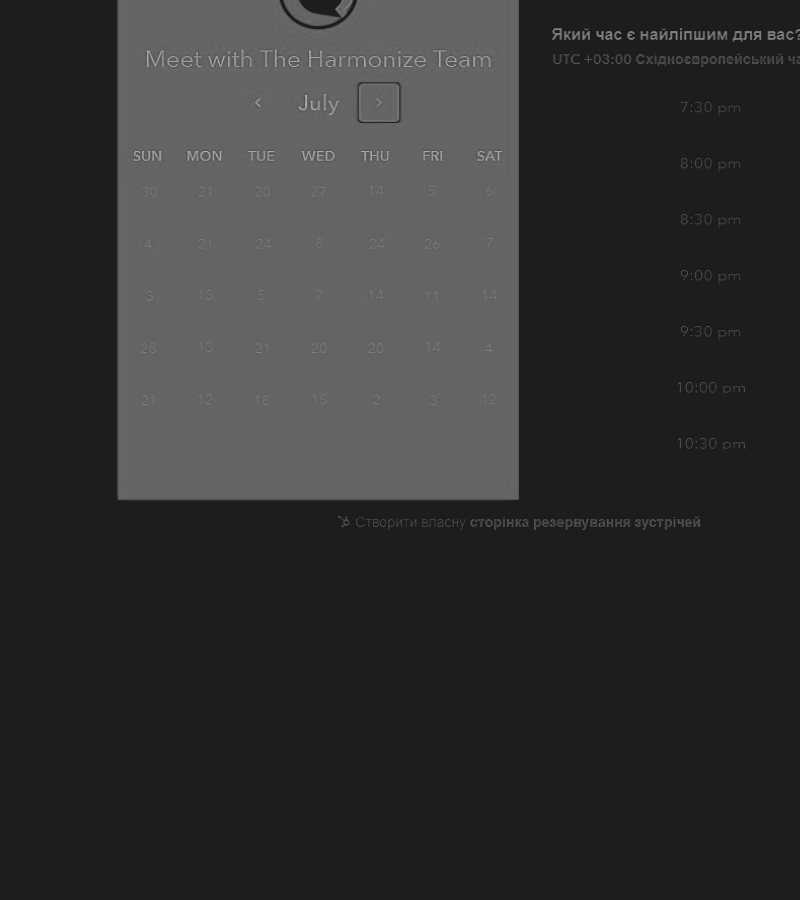 Meet with The Harmonize Team
July
SUN MON TUE WED THU FRI SAT
30 21 20 27 14 5 6
4 21 24 8 24 26 7
3 13 5 7 14 11 14
28 13 21 20 20 14 4
21 12 18 15 2 3 12
Який час є найліпшим для вас?
UTC +03:00 Східноєвропейський ча
7:30 pm
8:00 pm
8:30 pm
9:00 pm
9:30 pm
10:00 pm
10:30 pm
Створити власну сторінка резервування зустрічей